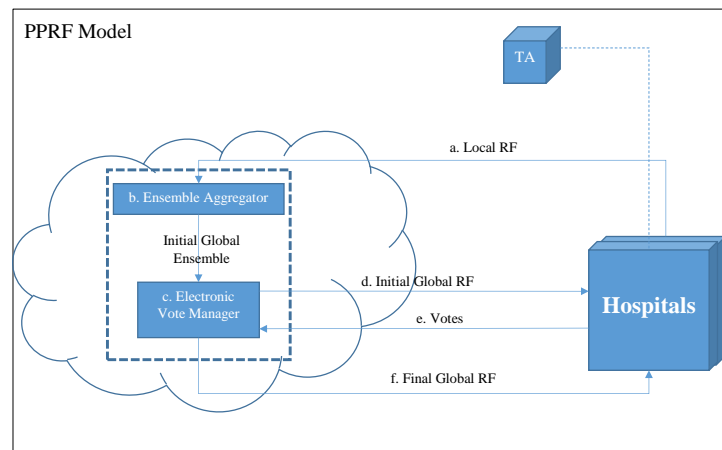 PPRF Model
TA
a. Local RF
b. Ensemble Aggregator
Initial Global
Ensemble
c. Electronic
Vote Manager
d. Initial Global RF
Hospitals
e. Votes
f. Final Global RF